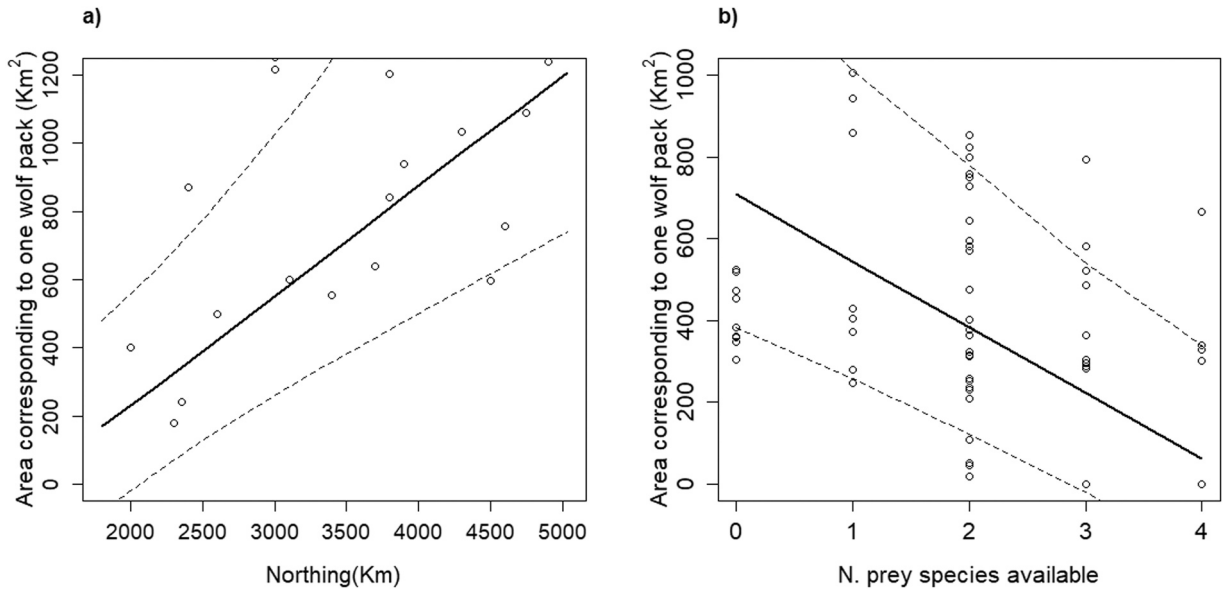 a)
Area corresponding to one wolf pack (Km²)
1200
1000
800
600
400
200
0
2000 2500 3000 3500 4000 4500 5000
Northing(Km)
b)
Area corresponding to one wolf pack (Km²)
1000
800
600
400
200
0
0 1 2 3 4
N. prey species available